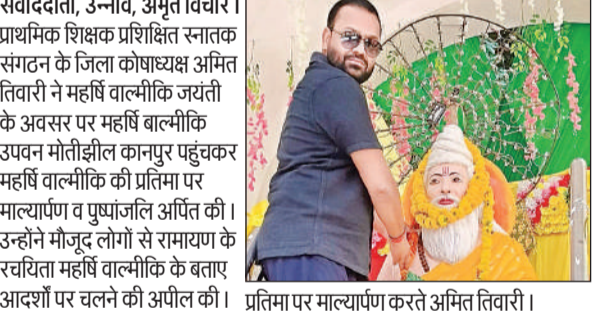 संवाददाता, उन्नाव, अमृत विचार।
प्राथमिक शिक्षक प्रशिक्षित स्नातक
संगठन के जिला कोषाध्यक्ष अमित
तिवारी ने महर्षि वाल्मीकि जयंती
के अवसर पर महर्षि बाल्मीकि
उपवन मोतीझील कानपुर पहुंचकर
महर्षि वाल्मीकि की प्रतिमा पर
माल्यार्पण व पुष्पांजलि अर्पित की।
उन्होंने मौजूद लोगों से रामायण के
रचयिता महर्षि वाल्मीकि के बताए
आदर्शों पर चलने की अपील की।
प्रतिमा पर माल्यार्पण करते अमित तिवारी।